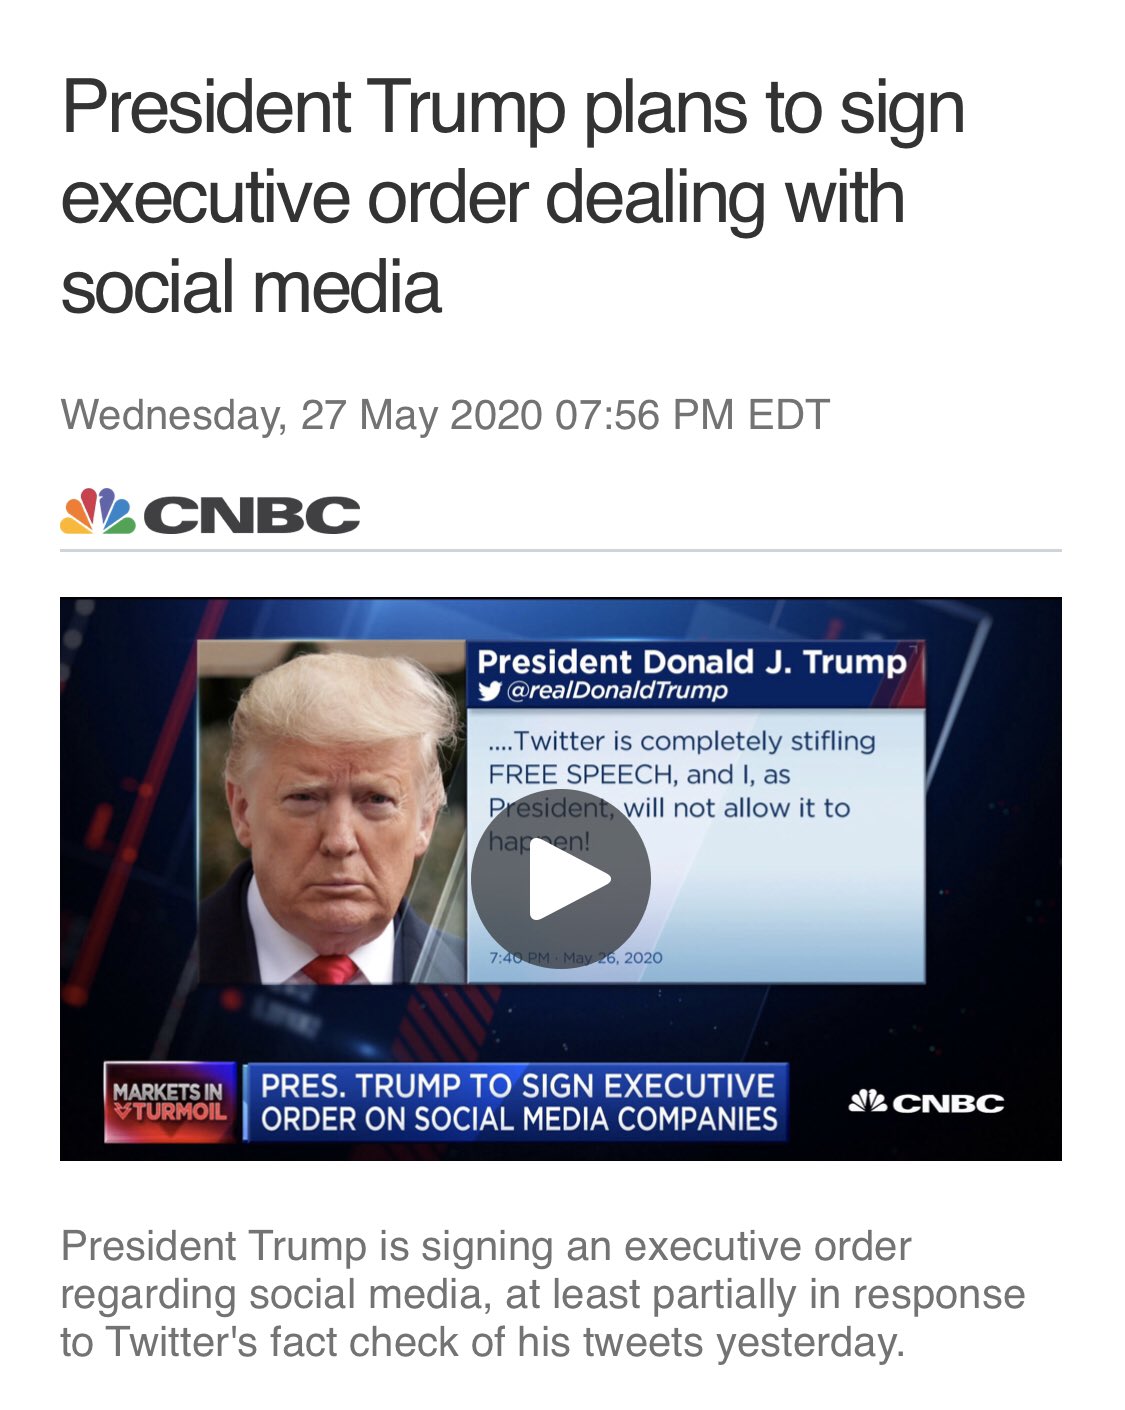 President Trump plans to sign
executive order dealing with
social media
Wednesday, 27 May 2020 07:56 PM EDT
CNBC
President Donald J. Trump
@realDonaldTrump
....Twitter is completely stifling
FREE SPEECH, and I, as
President, will not allow it to
happen!
7:40 PM · May 26, 2020
MARKETS IN
TURMOIL
PRES. TRUMP TO SIGN EXECUTIVE
ORDER ON SOCIAL MEDIA COMPANIES
CNBC
President Trump is signing an executive order
regarding social media, at least partially in response
to Twitter's fact check of his tweets yesterday.